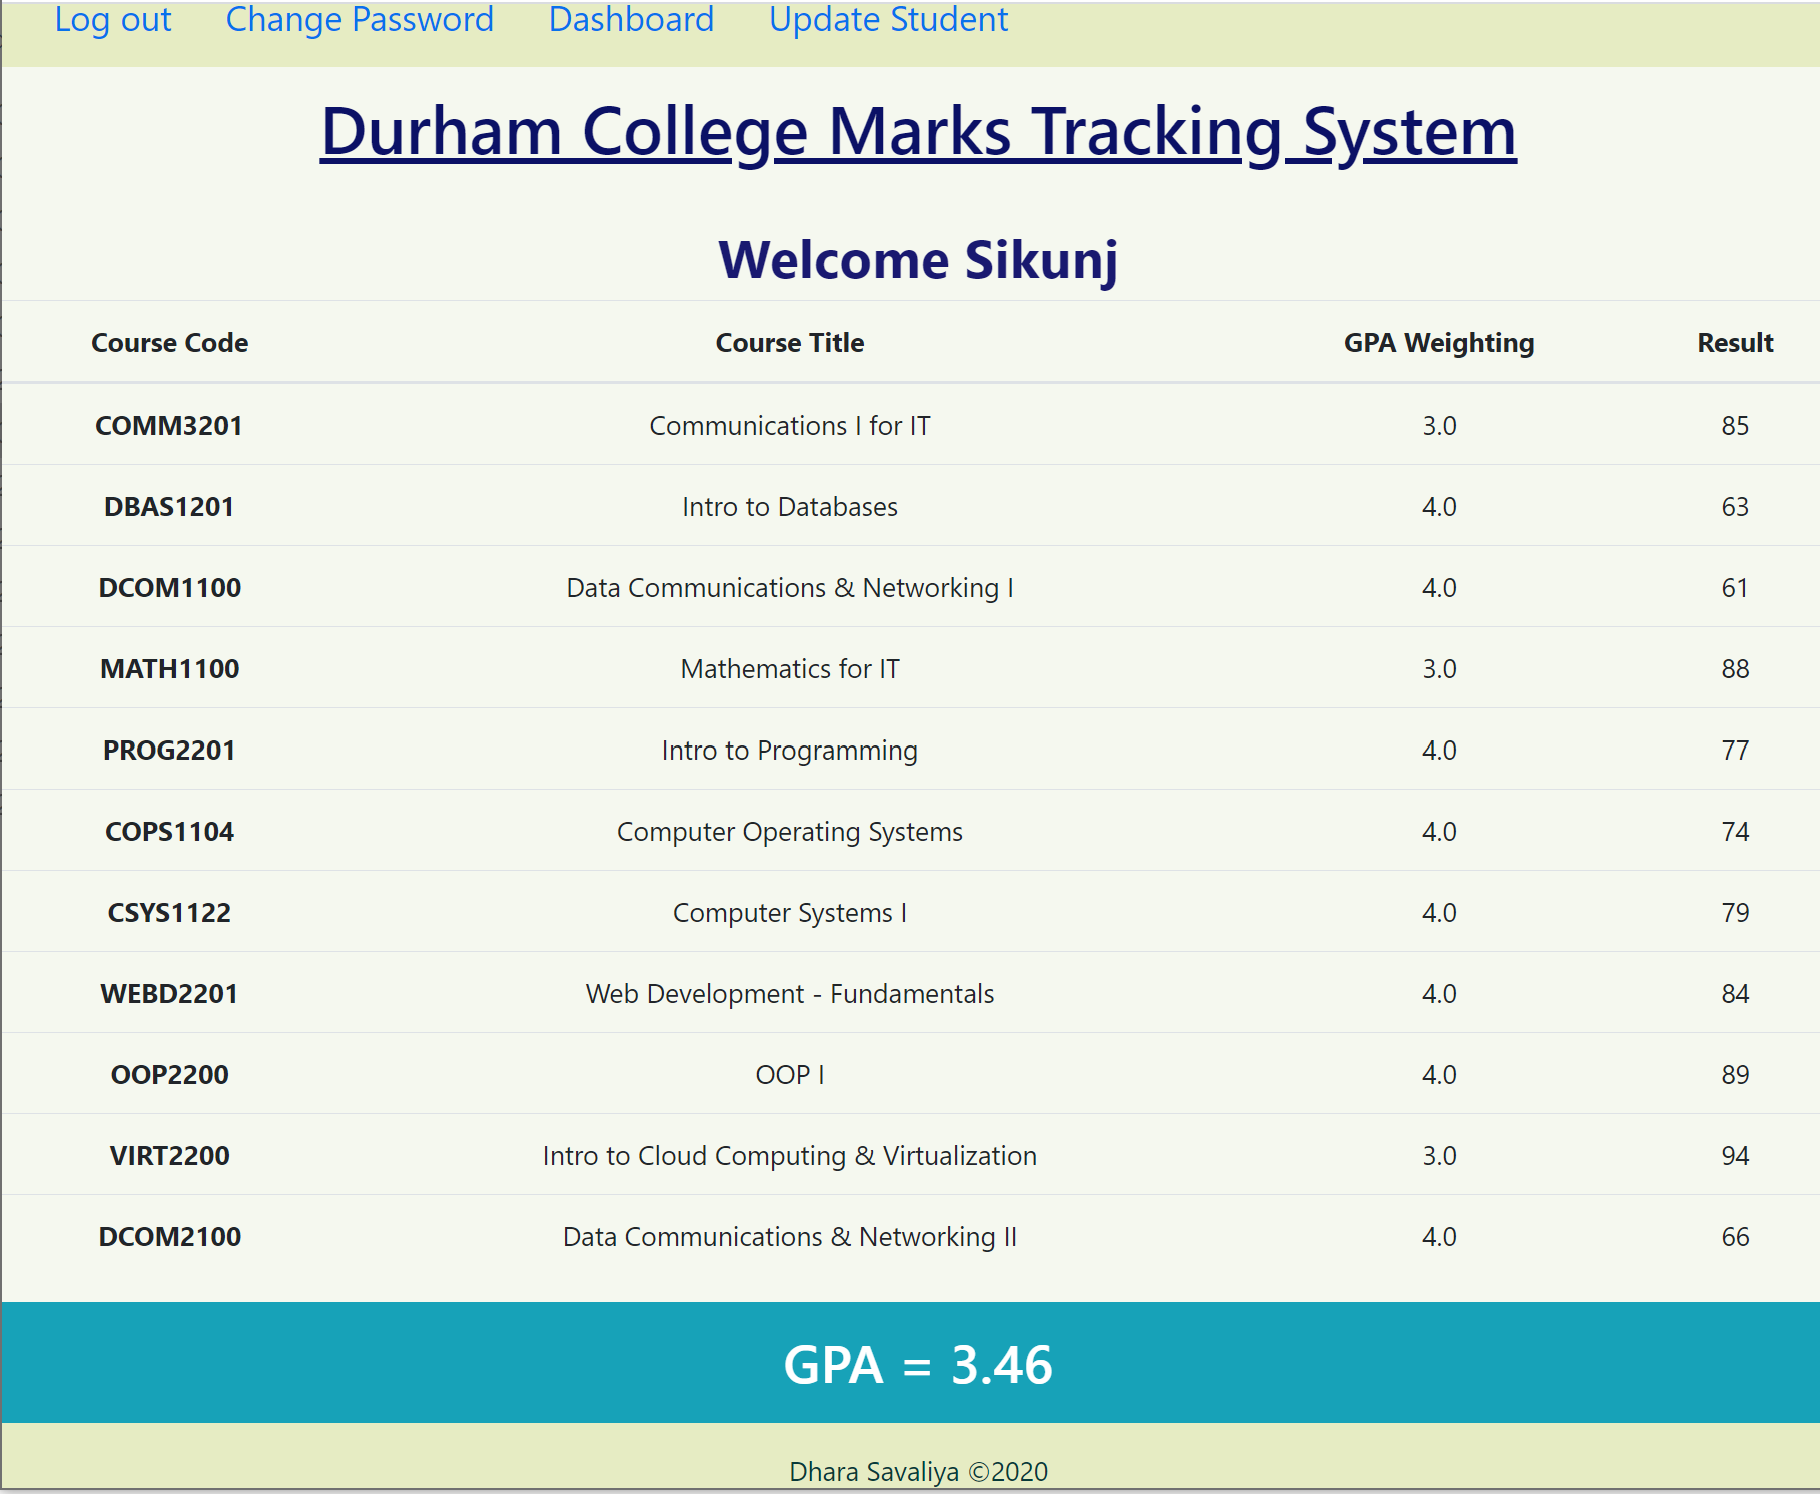 Log out Change Password Dashboard Update Student
Durham College Marks Tracking System
Welcome Sikunj
Course Code Course Title GPA Weighting Result
COMM3201 Communications I for IT 3.0 85
DBAS1201 Intro to Databases 4.0 63
DCOM1100 Data Communications & Networking I 4.0 61
MATH1100 Mathematics for IT 3.0 88
PROG2201 Intro to Programming 4.0 77
COPS1104 Computer Operating Systems 4.0 74
CSYS1122 Computer Systems I 4.0 79
WEBD2201 Web Development - Fundamentals 4.0 84
OOP2200 OOP I 4.0 89
VIRT2200 Intro to Cloud Computing & Virtualization 3.0 94
DCOM2100 Data Communications & Networking II 4.0 66
GPA = 3.46
Dhara Savaliya ©2020